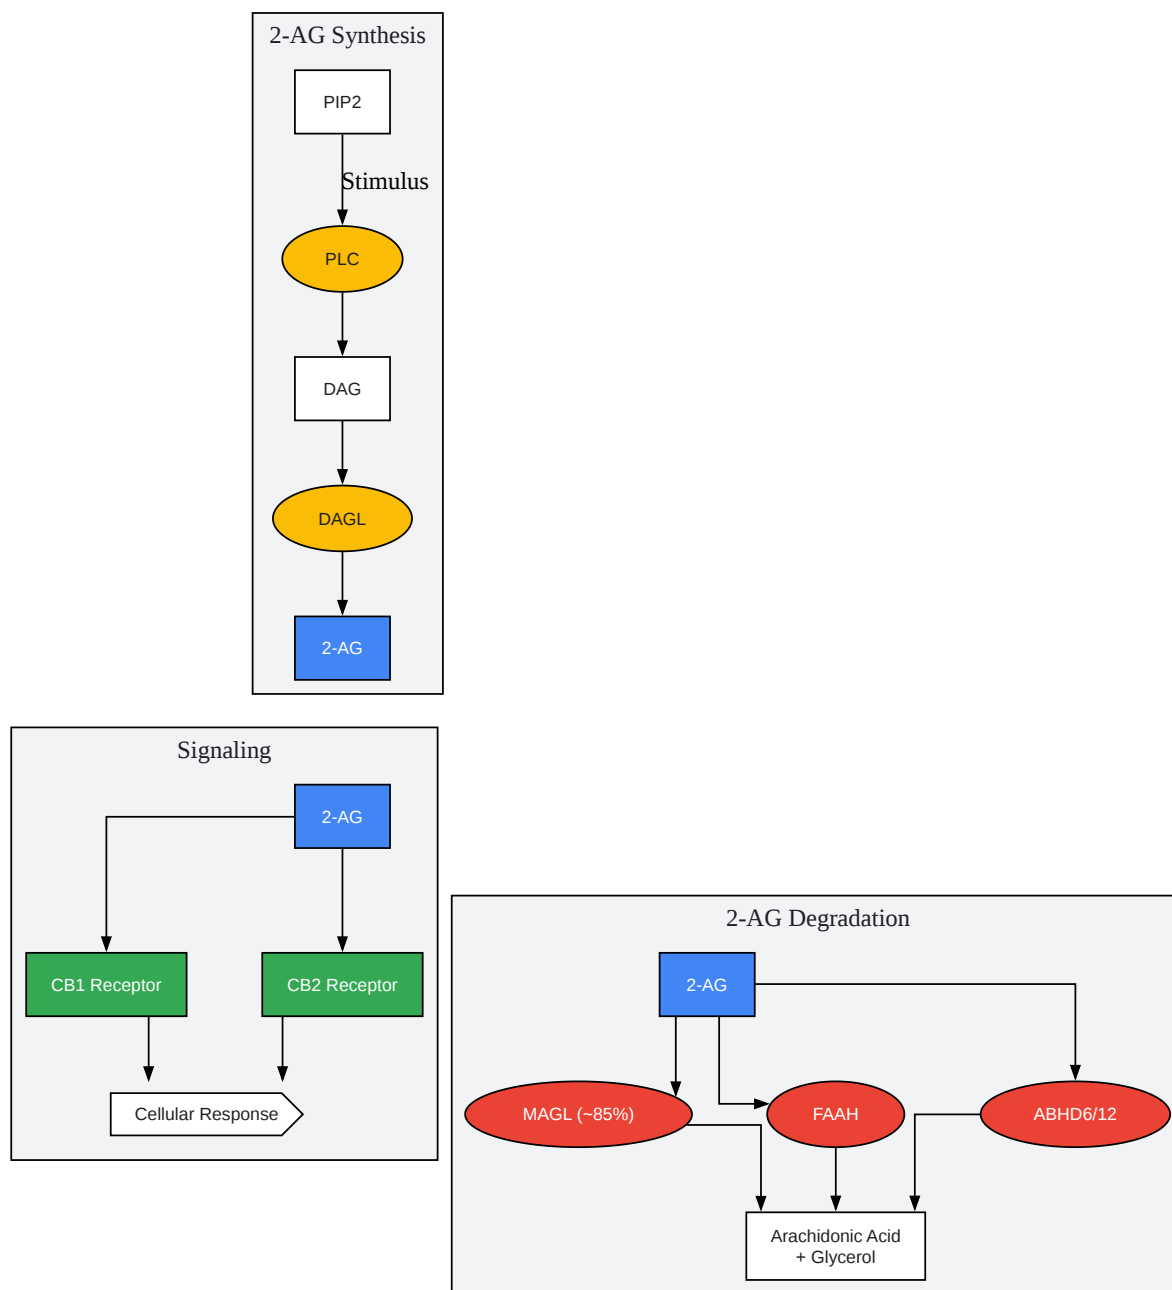 2-AG Synthesis
PIP2
Stimulus
PLC
DAG
DAGL
2-AG
Signaling
2-AG
CB1 Receptor
CB2 Receptor
Cellular Response
2-AG Degradation
2-AG
MAGL (~85%)
FAAH
ABHD6/12
Arachidonic Acid
+ Glycerol